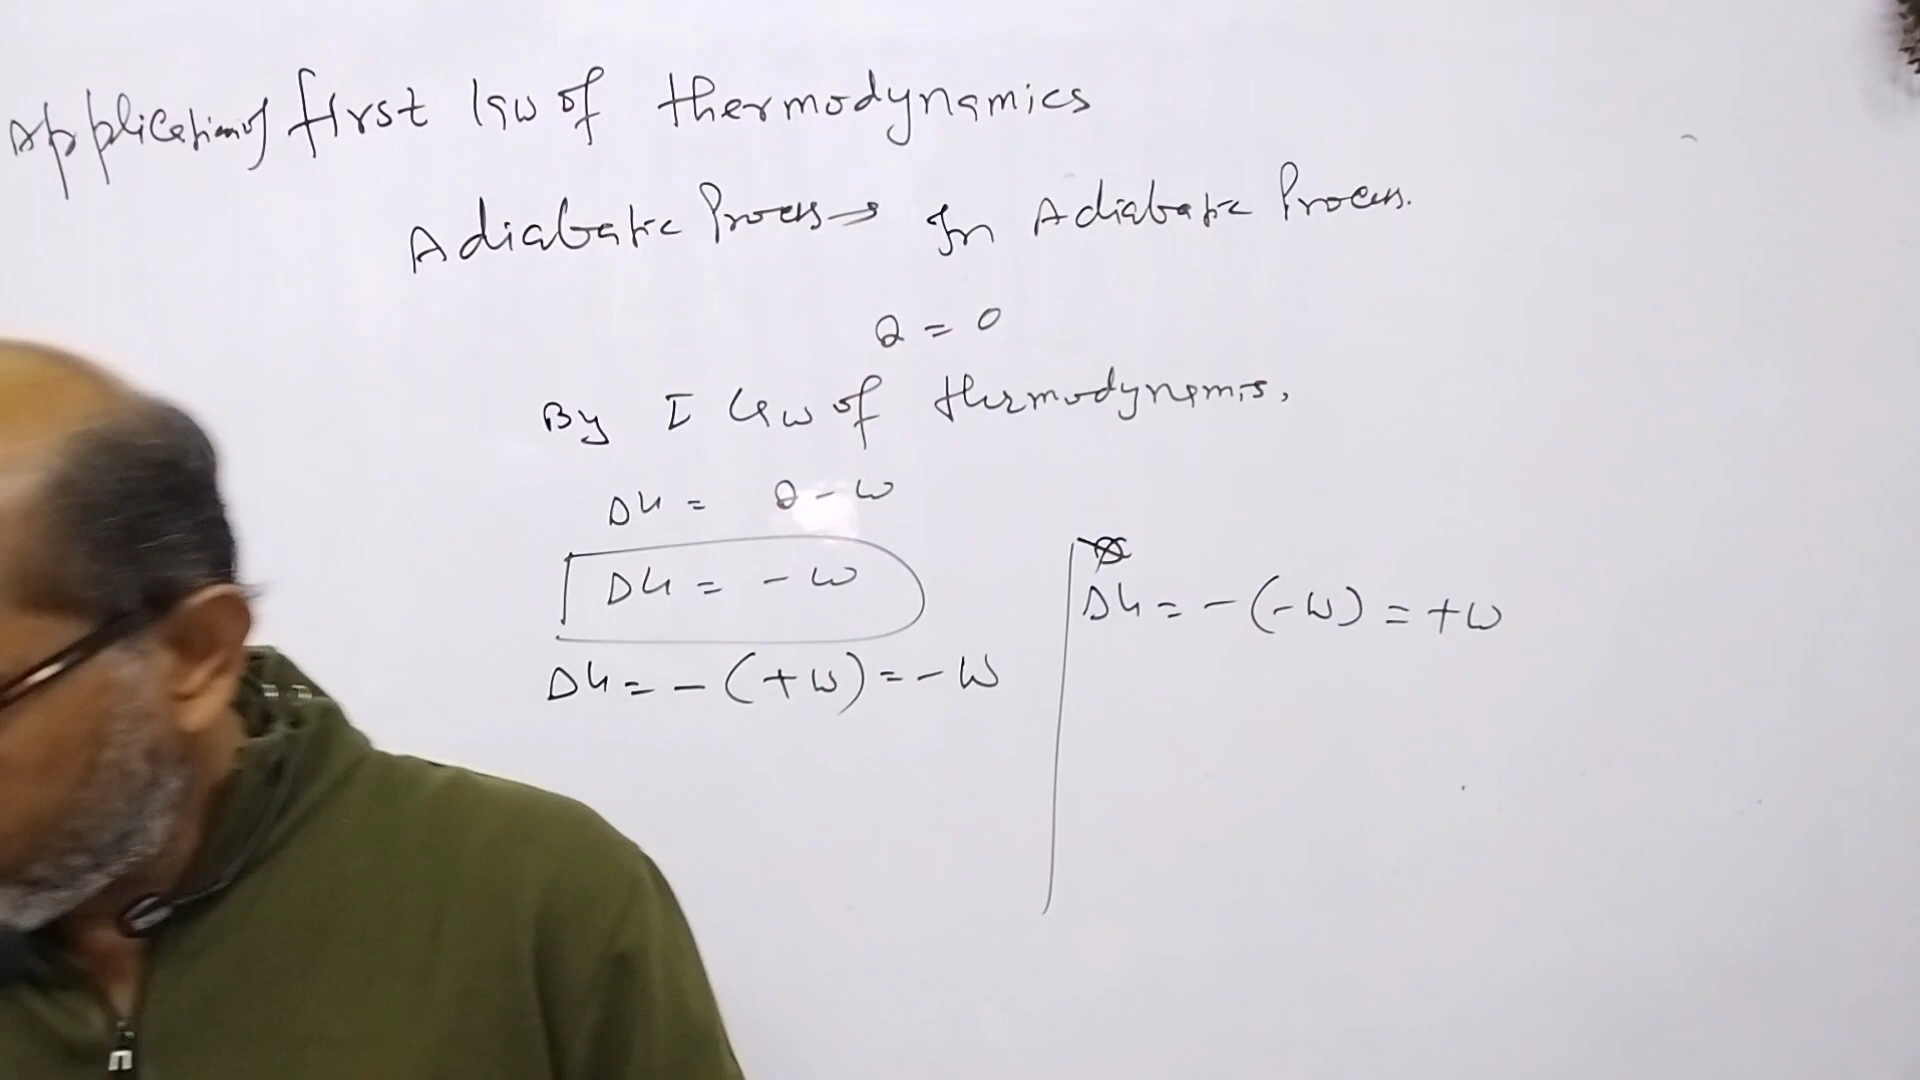 Application of first law of thermodynamics
Adiabatic Process → In Adiabatic Process.
Q = 0
By I law of thermodynamics,
Δu = Q - w
Δu = - w
Δu = - (+w) = - w
Δu = - (-w) = +w